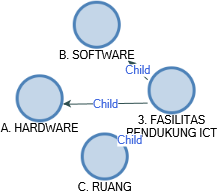 B. SOFTWARE
Child
Child
A. HARDWARE
3. FASILITAS
PENDUKUNG ICT
Child
C. RUANG